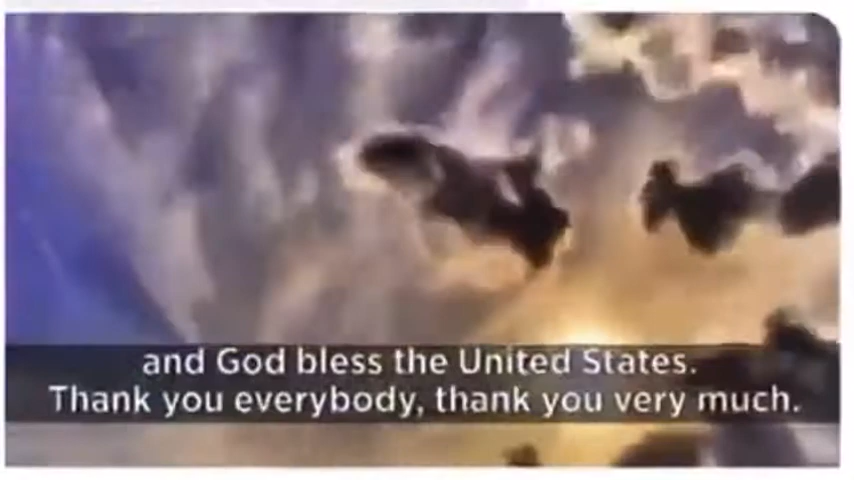 and God bless the United States.
Thank you everybody, thank you very much.